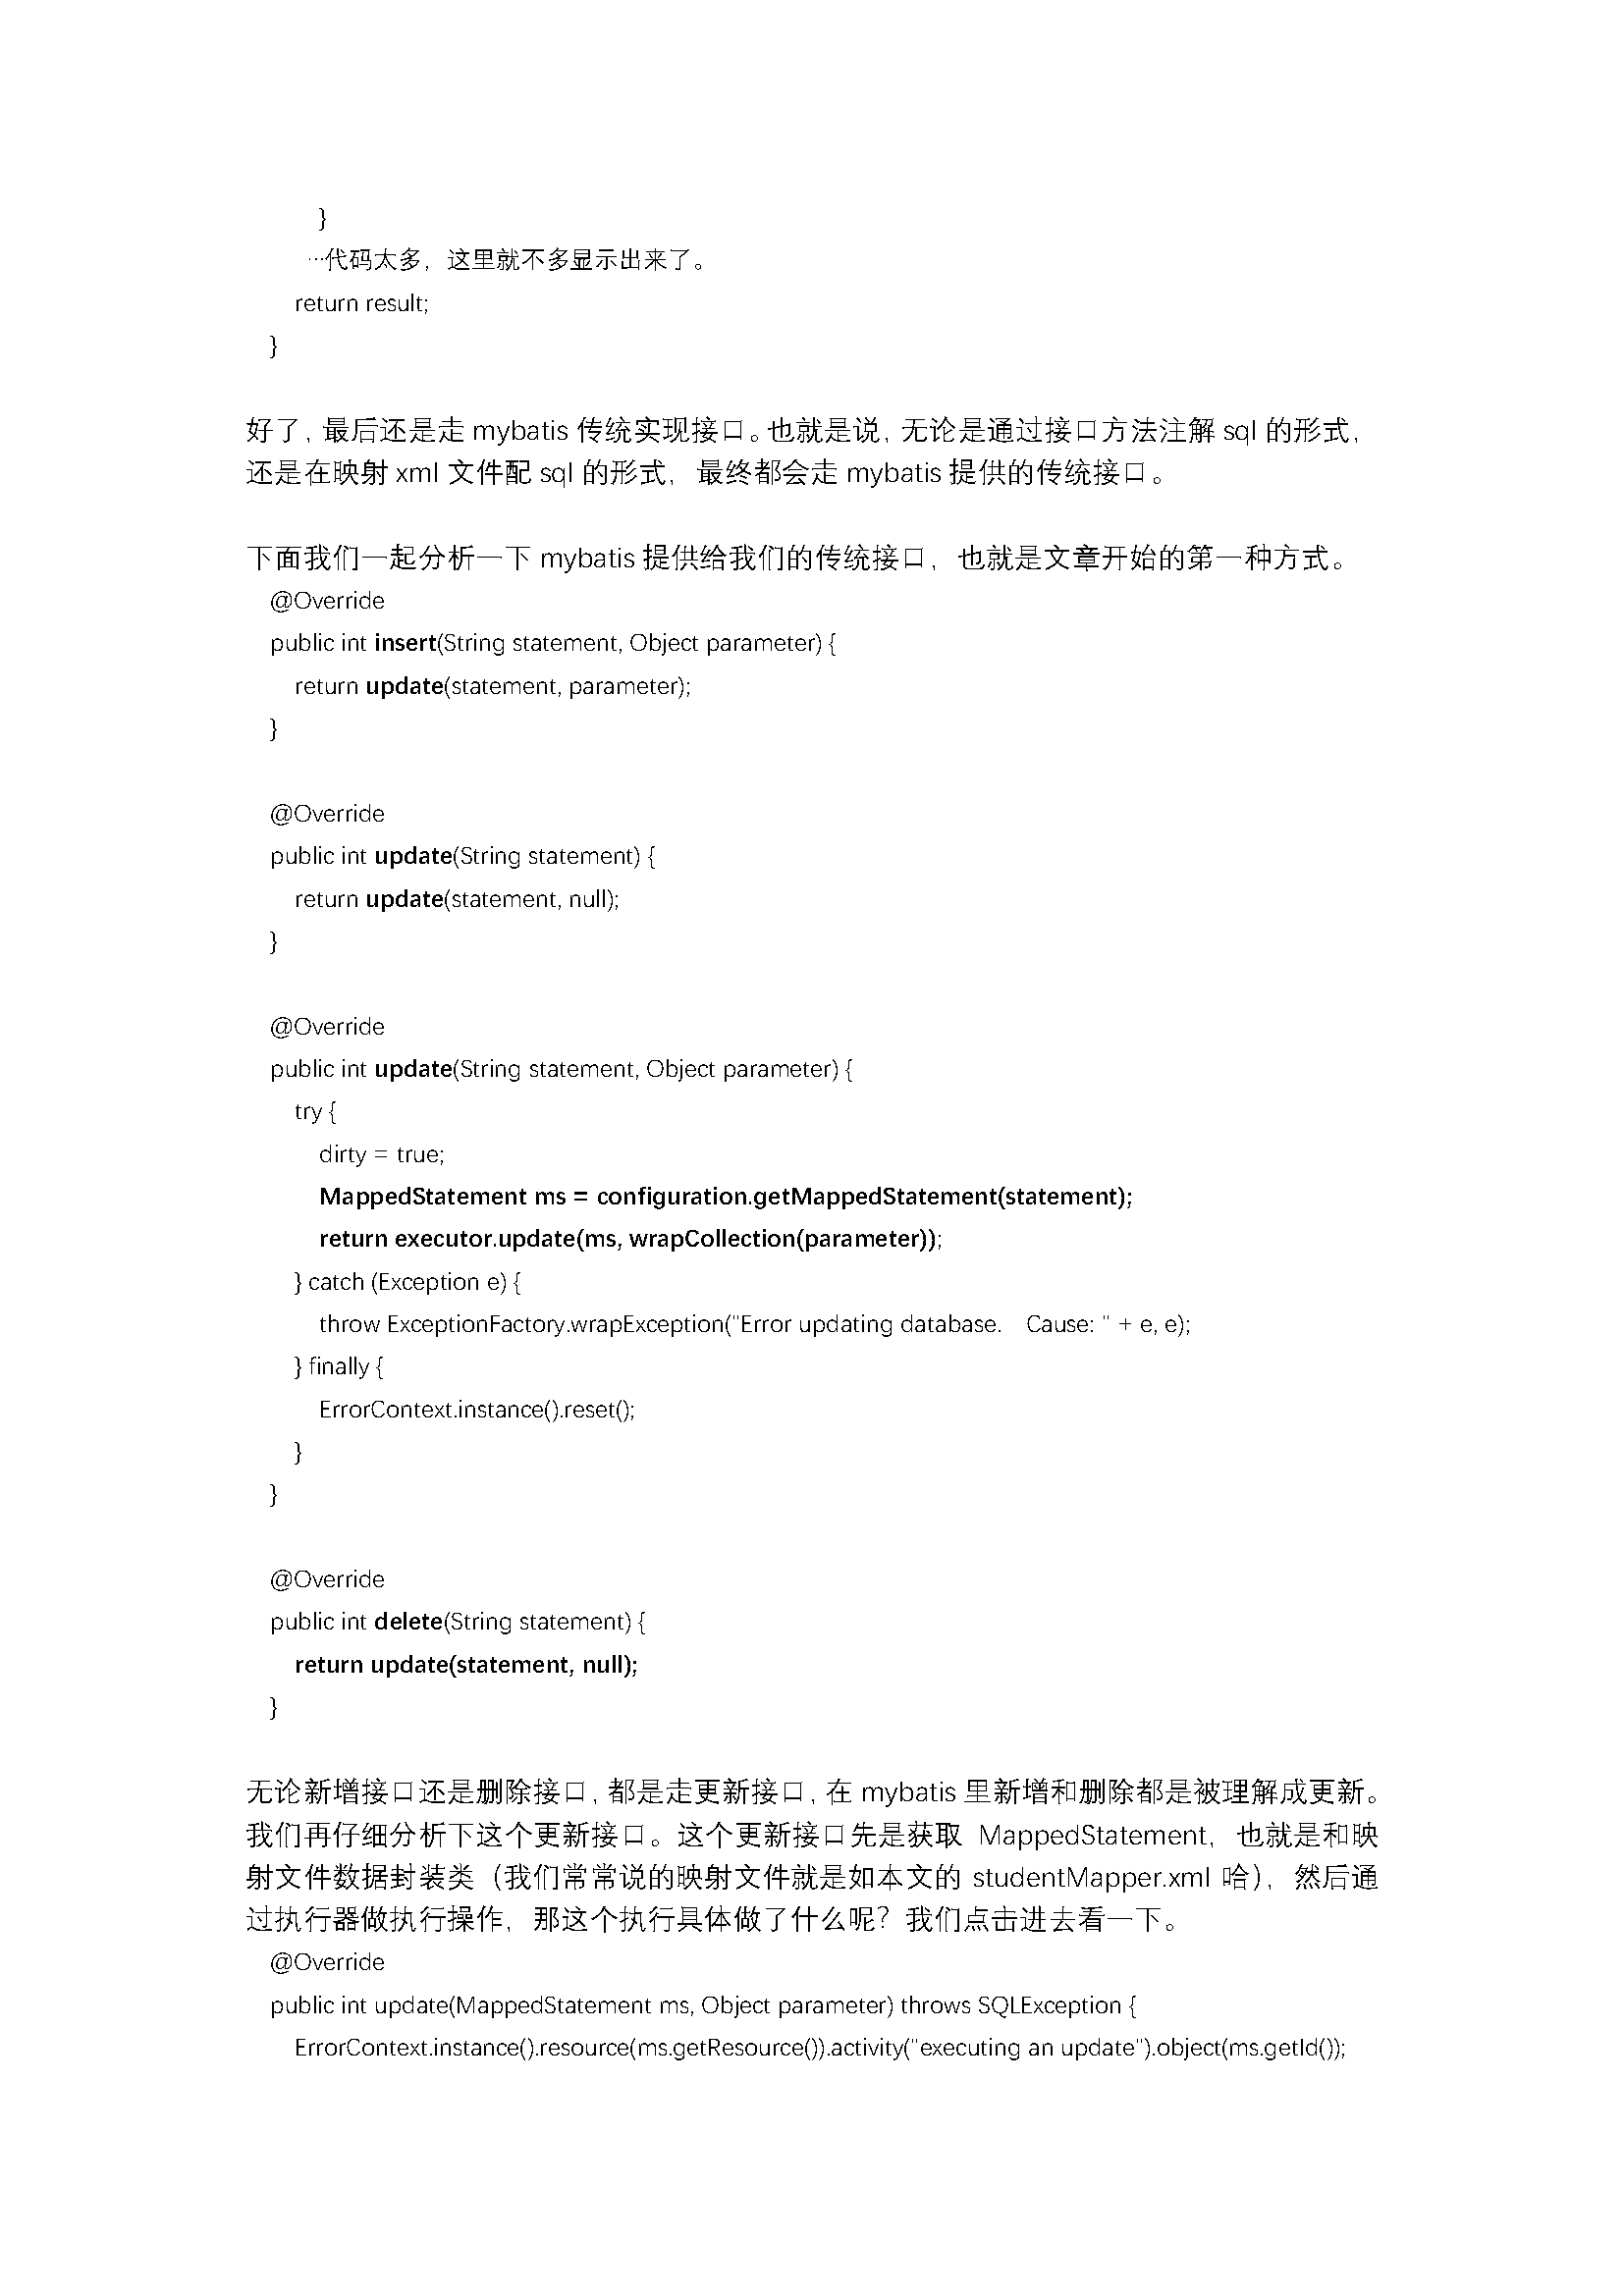 }
…代码太多，这里就不多显示出来了。
return result;
}
好了，最后还是走 mybatis 传统实现接口。也就是说，无论是通过接口方法注解 sql 的形式，
还是在映射 xml 文件配 sql 的形式，最终都会走 mybatis 提供的传统接口。
下面我们一起分析一下 mybatis 提供给我们的传统接口，也就是文章开始的第一种方式。
@Override
public int insert(String statement, Object parameter) {
return update(statement, parameter);
}
@Override
public int update(String statement) {
return update(statement, null);
}
@Override
public int update(String statement, Object parameter) {
try {
dirty = true;
MappedStatement ms = configuration.getMappedStatement(statement);
return executor.update(ms, wrapCollection(parameter));
} catch (Exception e) {
throw ExceptionFactory.wrapException("Error updating database.  Cause: " + e, e);
} finally {
ErrorContext.instance().reset();
}
}
@Override
public int delete(String statement) {
return update(statement, null);
}
无论新增接口还是删除接口，都是走更新接口，在 mybatis 里新增和删除都是被理解成更新。
我们再仔细分析下这个更新接口。这个更新接口先是获取 MappedStatement，也就是和映
射文件数据封装类（我们常常说的映射文件就是如本文的 studentMapper.xml 哈），然后通
过执行器做执行操作，那这个执行具体做了什么呢？我们点击进去看一下。
@Override
public int update(MappedStatement ms, Object parameter) throws SQLException {
ErrorContext.instance().resource(ms.getResource()).activity("executing an update").object(ms.getId());